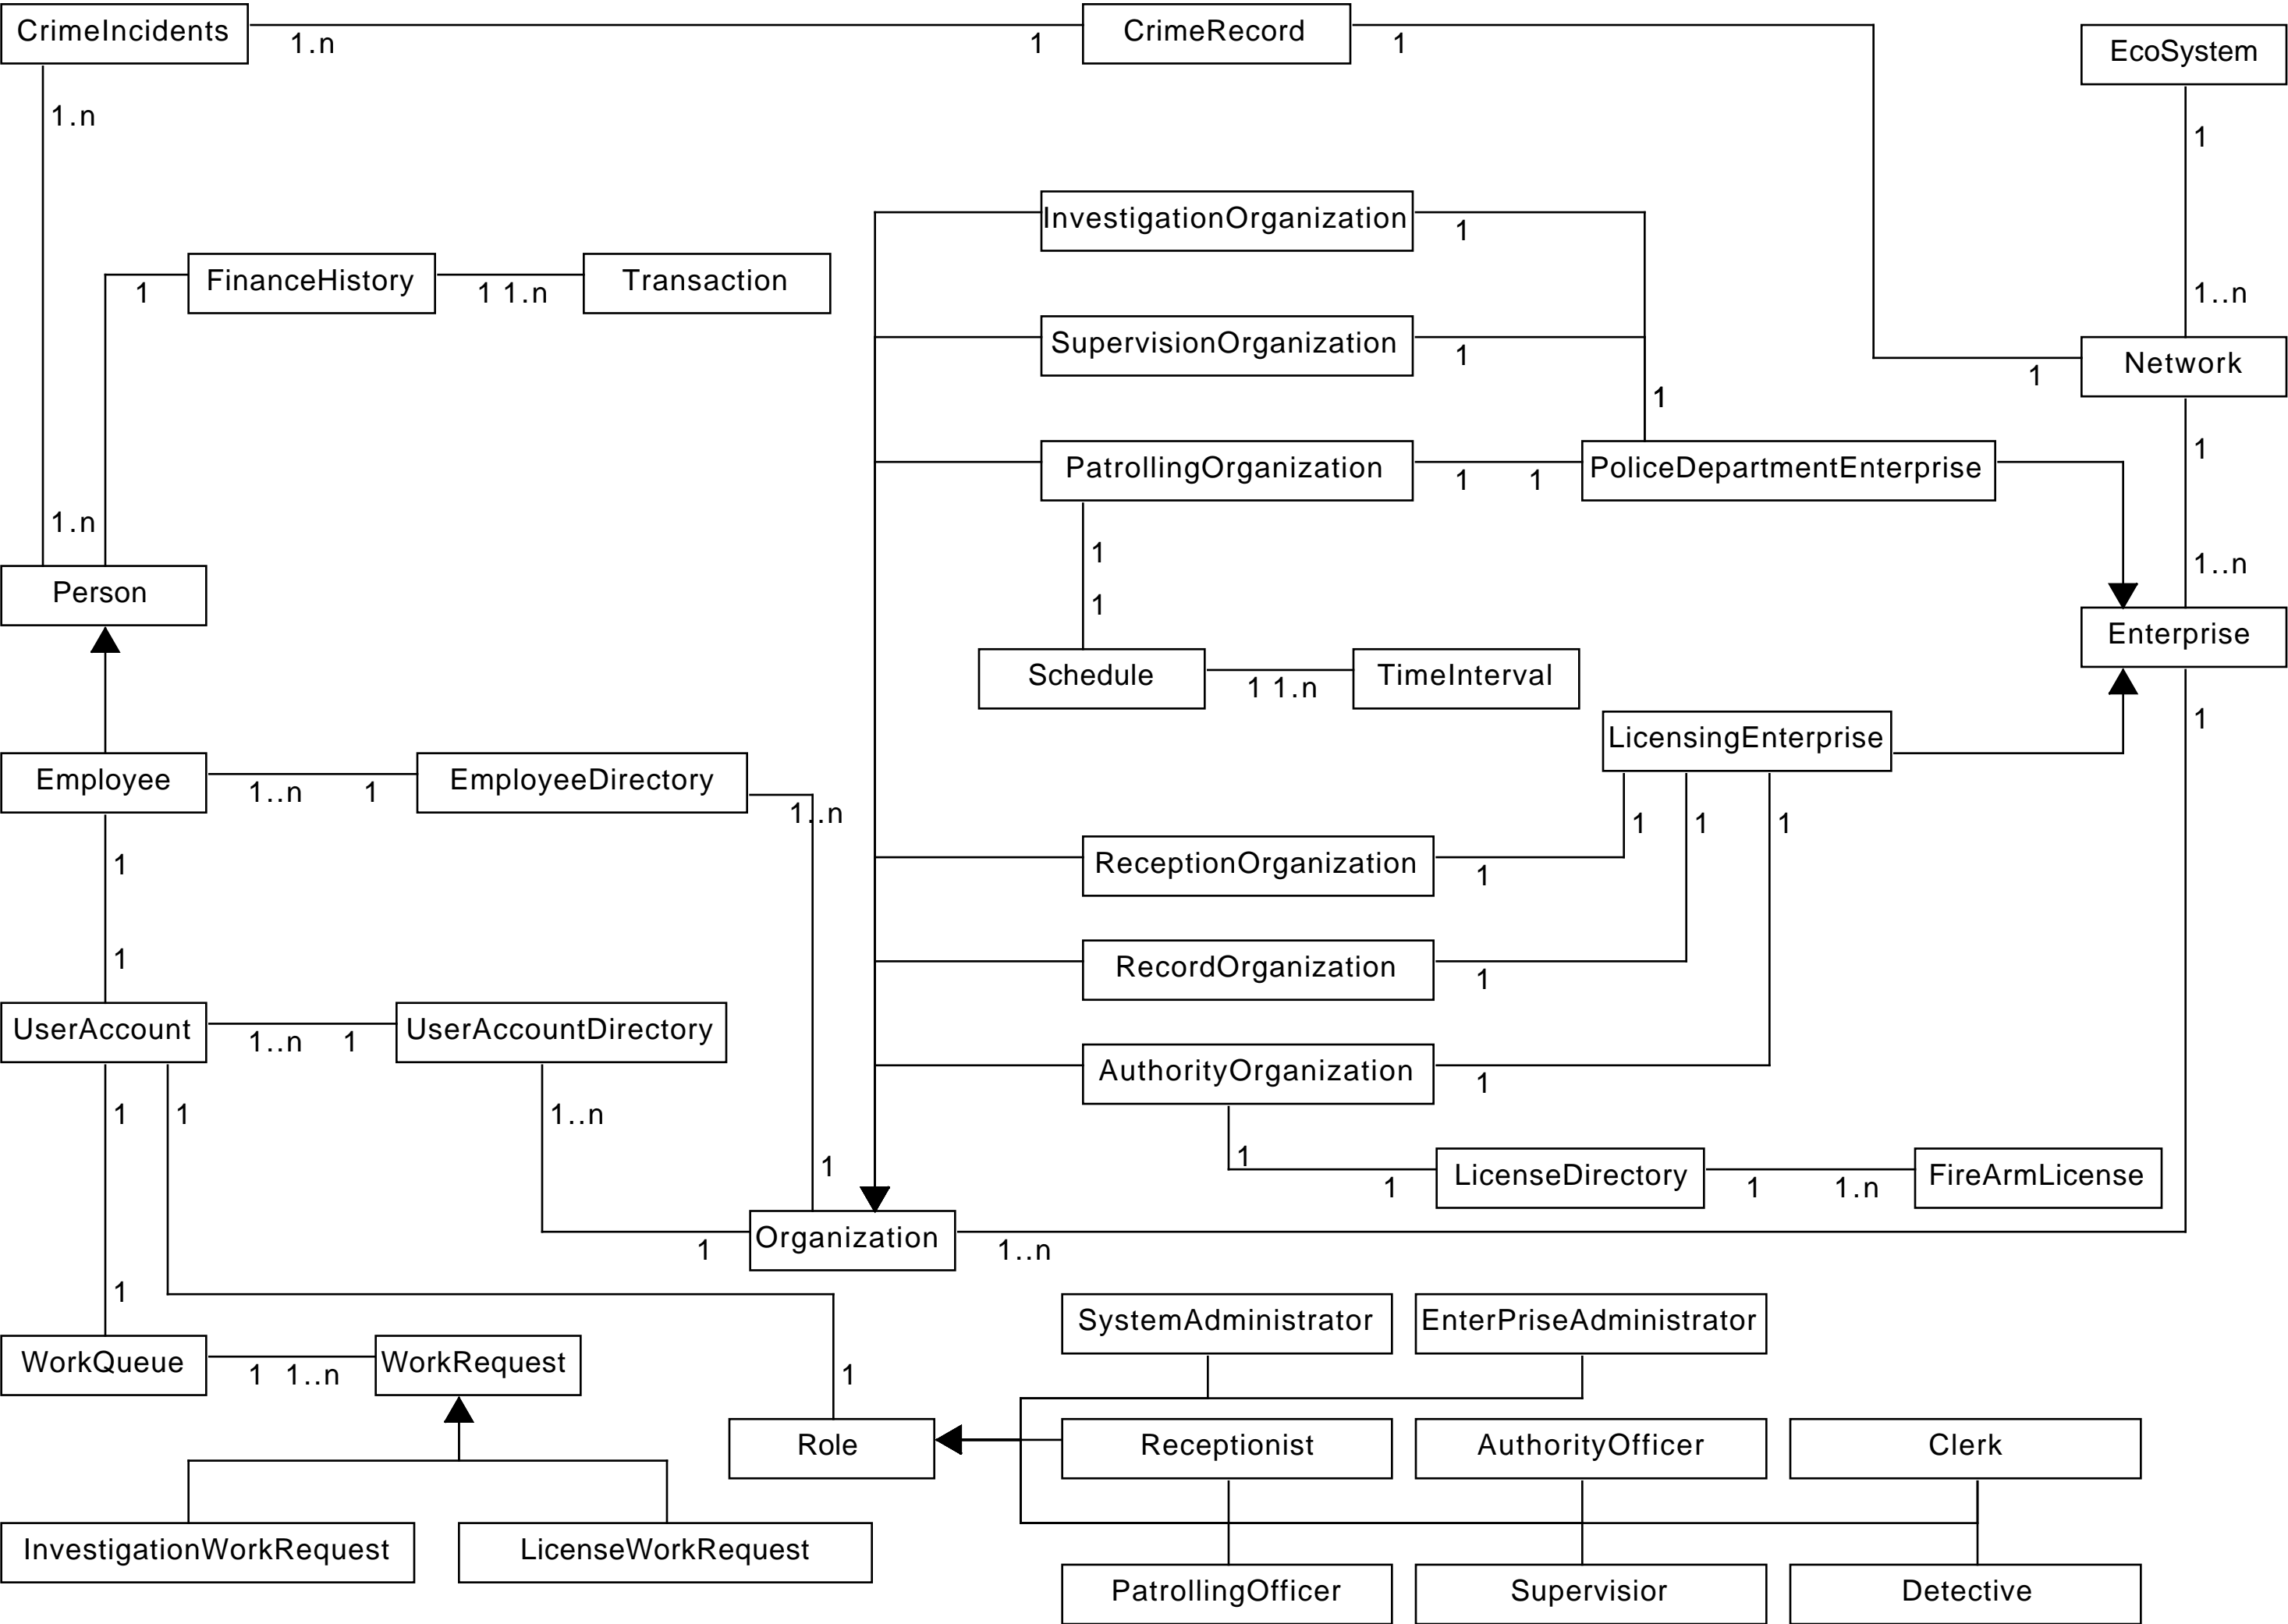 CrimeIncidents
1.n
1
CrimeRecord
1
EcoSystem
1.n
1
InvestigationOrganization
1
1
FinanceHistory
1
1.n
Transaction
1..n
SupervisionOrganization
1
1
Network
1
1
PatrollingOrganization
1
1
PoliceDepartmentEnterprise
1.n
1
1..n
Person
1
Enterprise
Schedule
1
1.n
TimeInterval
1
LicensingEnterprise
Employee
1..n
1
EmployeeDirectory
1..n
1
1
1
1
ReceptionOrganization
1
1
RecordOrganization
1
UserAccount
1..n
1
UserAccountDirectory
AuthorityOrganization
1
1
1
1..n
1
1
LicenseDirectory
1
1
1.n
FireArmLicense
1
Organization
1..n
1
SystemAdministrator
EnterPriseAdministrator
WorkQueue
1
1..n
WorkRequest
1
Role
Receptionist
AuthorityOfficer
Clerk
InvestigationWorkRequest
LicenseWorkRequest
PatrollingOfficer
Supervisior
Detective